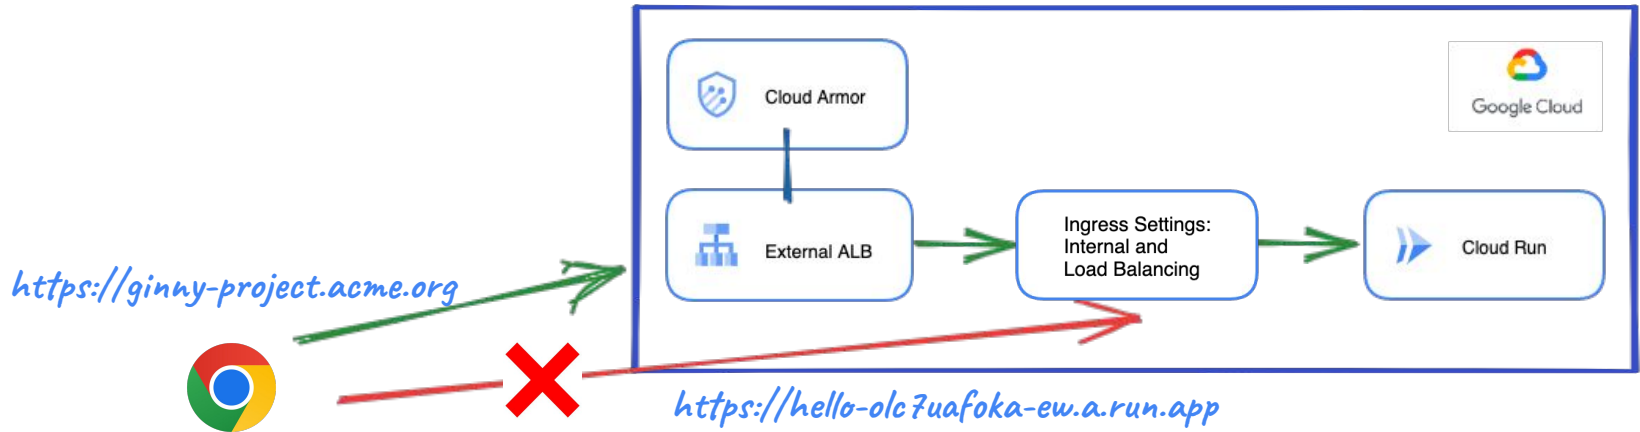 Cloud Armor
Google Cloud
Ingress Settings:
Internal and
Load Balancing
External ALB
Cloud Run
https://ginny-project.acme.org
https://hello-olc7uafoka-ew.a.run.app